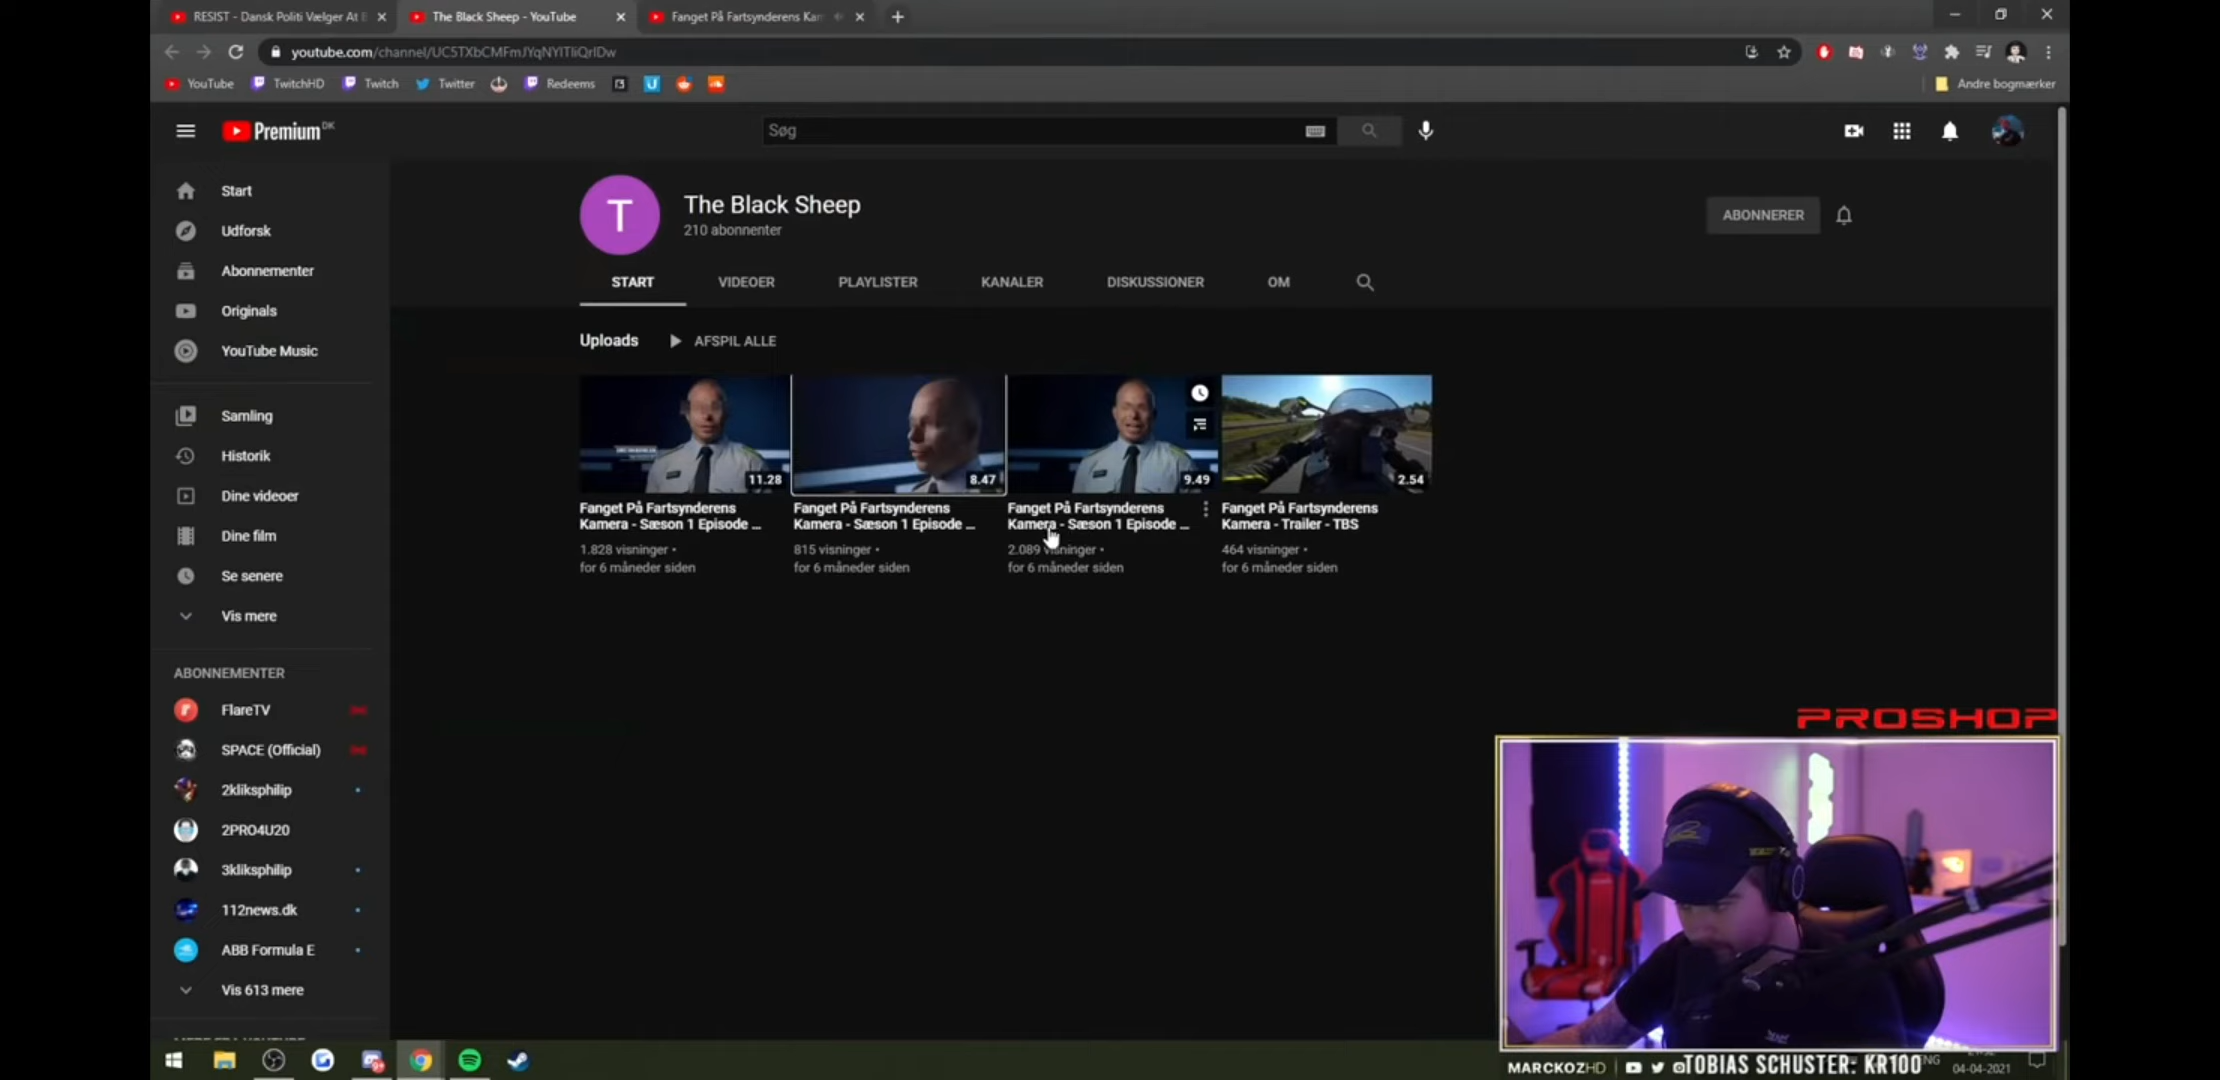 RESIST - Dansk Politi Vælger At
The Black Sheep - YouTube
Fanget På Fartsynderens Kam
youtube.com/channel/UC5TXbCMFmJYqNYlTliQrIDw
YouTube
TwitchHD
Twitch
Twitter
Redeems
Andre bogmærker
Premium DK
Søg
Start
Udforsk
Abonnementer
Originals
YouTube Music
Samling
Historik
Dine videoer
Dine film
Se senere
Vis mere
ABONNEMENTER
FlareTV
SPACE (Official)
2kliksphilip
2PRO4U20
3kliksphilip
112news.dk
ABB Formula E
Vis 613 mere
T
The Black Sheep
210 abonnenter
ABONNERER
START
VIDEOER
PLAYLISTER
KANALER
DISKUSSIONER
OM
Uploads
AFSPIL ALLE
11.28
Fanget På Fartsynderens
Kamera - Sæson 1 Episode ...
1.828 visninger •
for 6 måneder siden
8.47
Fanget På Fartsynderens
Kamera - Sæson 1 Episode ...
815 visninger •
for 6 måneder siden
9.49
Fanget På Fartsynderens
Kamera - Sæson 1 Episode ...
2.089 visninger •
for 6 måneder siden
2.54
Fanget På Fartsynderens
Kamera - Trailer - TBS
464 visninger •
for 6 måneder siden
PROSHOP
MARCKOZHD
TOBIAS SCHUSTER: KR100
ENG
04-04-2021